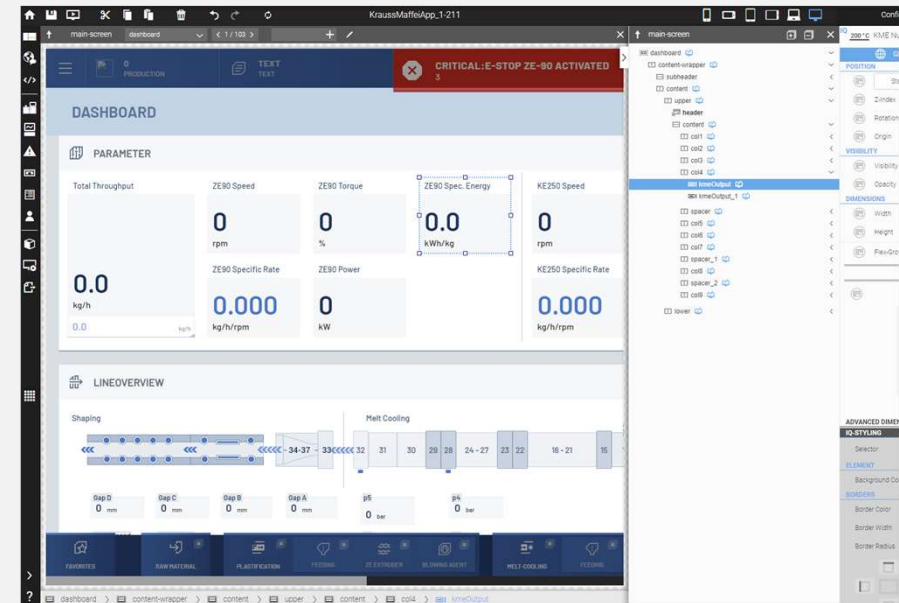 KraussMaffeiApp_1-211
main-screen dashboard < 1 / 103 > + ×
main-screen ×
Confi
200°C KME Nu
0
PRODUCTION
TEXT
TEXT
CRITICAL:E-STOP ZE-90 ACTIVATED
3
DASHBOARD
PARAMETER
Total Throughput
ZE90 Speed
ZE90 Torque
ZE90 Spec. Energy
KE250 Speed
0
rpm
0
%
0.0
kWh/kg
0
rpm
ZE90 Specific Rate
ZE90 Power
KE250 Specific Rate
0.0
kg/h
0.0 kg/h
0.000
kg/h/rpm
0
kW
0.000
kg/h/rpm
LINEOVERVIEW
Shaping
Melt Cooling
34-37 33 32 31 30 29 28 24-27 23 22 18-21 15
Gap D
0 mm
Gap C
0 mm
Gap B
0 mm
Gap A
0 mm
p5
0 bar
p4
0 bar
FAVORITES
RAW MATERIAL
PLASTIFICATION
FEEDING
ZE EXTRUDER
BLOWING AGENT
MELT-COOLING
FEEDING
dashboard > content-wrapper > content > upper > content > col4 > kmeOutput
dashboard
content-wrapper
subheader
content
upper
header
content
col1
col2
col3
col4
kmeOutput
kmeOutput_1
spacer
col5
col6
col7
spacer_1
col8
spacer_2
col9
lower
POSITION
Z-Index
Rotation
Origin
VISIBILITY
Visibility
Opacity
DIMENSIONS
Width
Height
Flex-Gro
ADVANCED DIMEN
IQ-STYLING
Selector
ELEMENT
Background Co
BORDERS
Border Color
Border Width
Border Radius